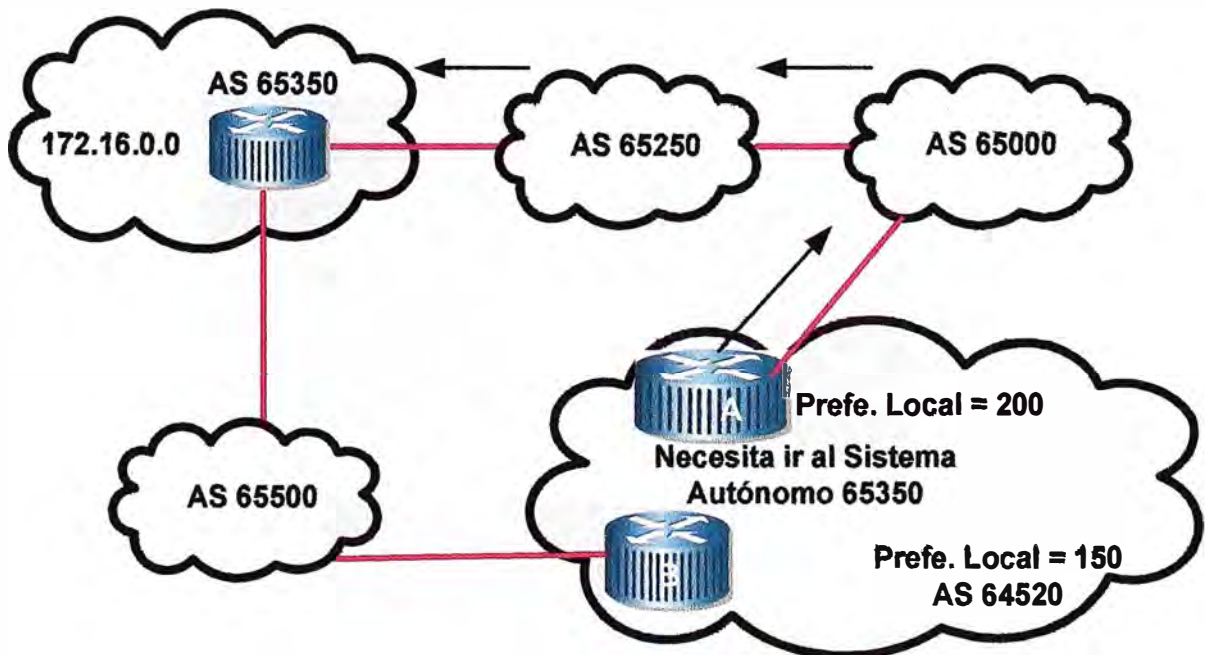 AS 65350
172.16.0.0
AS 65250
AS 65000
A
Prefe. Local = 200
Necesita ir al Sistema
Autónomo 65350
AS 65500
B
Prefe. Local = 150
AS 64520